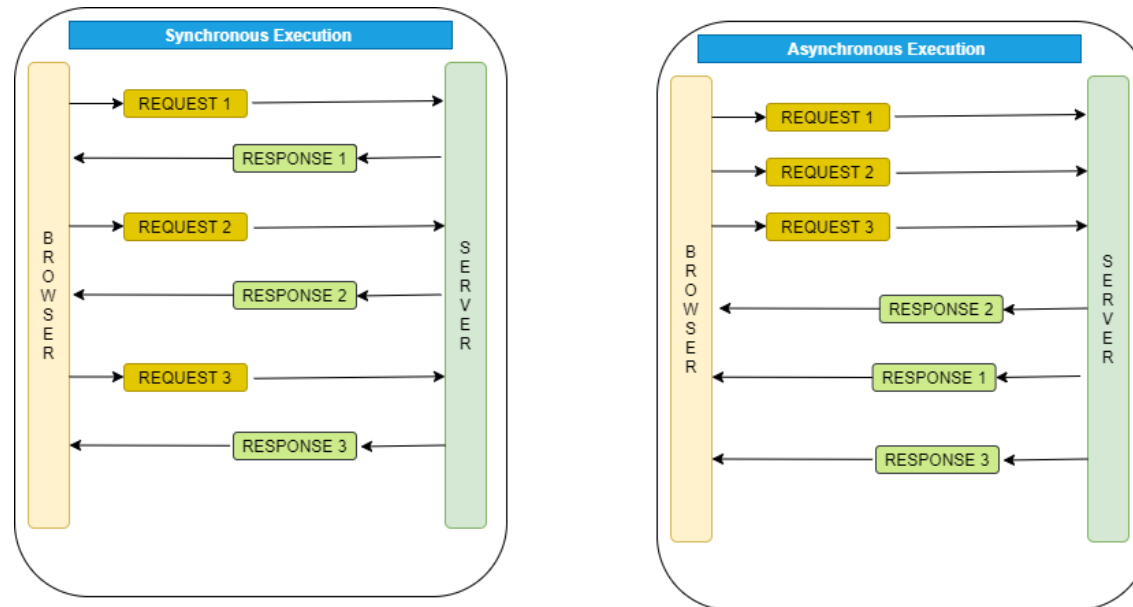 Synchronous Execution
BROWSER
REQUEST 1
RESPONSE 1
REQUEST 2
RESPONSE 2
REQUEST 3
RESPONSE 3
SERVER
Asynchronous Execution
BROWSER
REQUEST 1
REQUEST 2
REQUEST 3
RESPONSE 2
RESPONSE 1
RESPONSE 3
SERVER